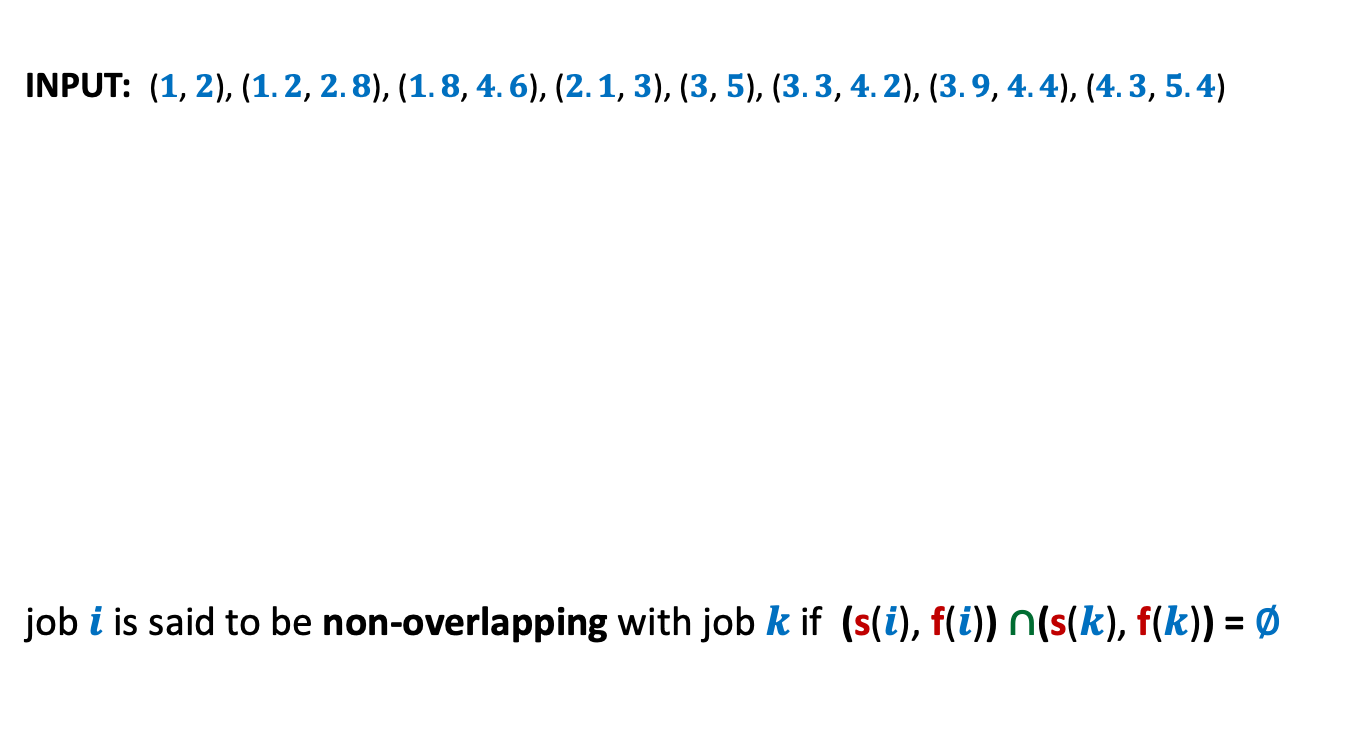 INPUT: (1, 2), (1.2, 2.8), (1.8, 4.6), (2.1, 3), (3, 5), (3.3, 4.2), (3.9, 4.4), (4.3, 5.4)
job i is said to be non-overlapping with job k if (s(i), f(i)) ∩(s(k), f(k)) = ∅